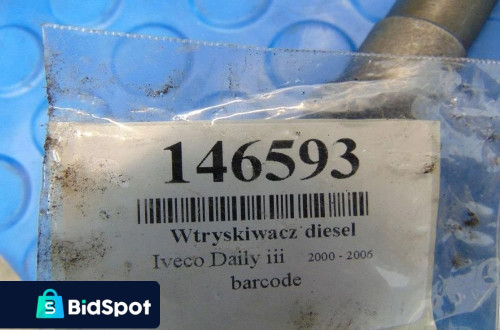 146593
Wtryskiwacz diesel
Iveco Daily iii 2000 - 2005
barcode
S BidSpot